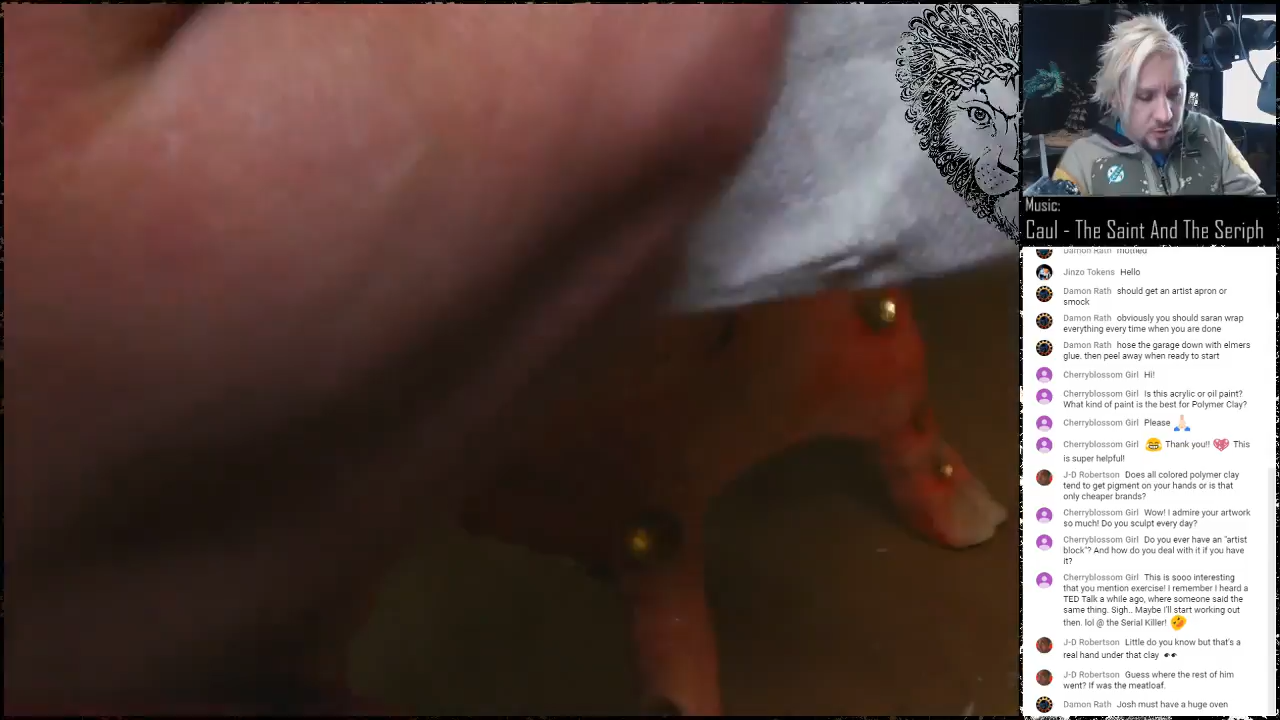 Music:
Caul - The Saint And The Seriph
Damon Rath mottled
Jinzo Tokens Hello
Damon Rath should get an artist apron or
smock
Damon Rath obviously you should saran wrap
everything every time when you are done
Damon Rath hose the garage down with elmers
glue. then peel away when ready to start
Cherryblossom Girl Hi!
Cherryblossom Girl Is this acrylic or oil paint?
What kind of paint is the best for Polymer Clay?
Cherryblossom Girl Please 🙏🏻
Cherryblossom Girl 😂 Thank you!! 💖 This
is super helpful!
J-D Robertson Does all colored polymer clay
tend to get pigment on your hands or is that
only cheaper brands?
Cherryblossom Girl Wow! I admire your artwork
so much! Do you sculpt every day?
Cherryblossom Girl Do you ever have an "artist
block"? And how do you deal with it if you have
it?
Cherryblossom Girl This is sooo interesting
that you mention exercise! I remember I heard a
TED Talk a while ago, where someone said the
same thing. Sigh.. Maybe I'll start working out
then. lol @ the Serial Killer! 🤣
J-D Robertson Little do you know but that's a
real hand under that clay 👀
J-D Robertson Guess where the rest of him
went? If was the meatloaf.
Damon Rath Josh must have a huge oven